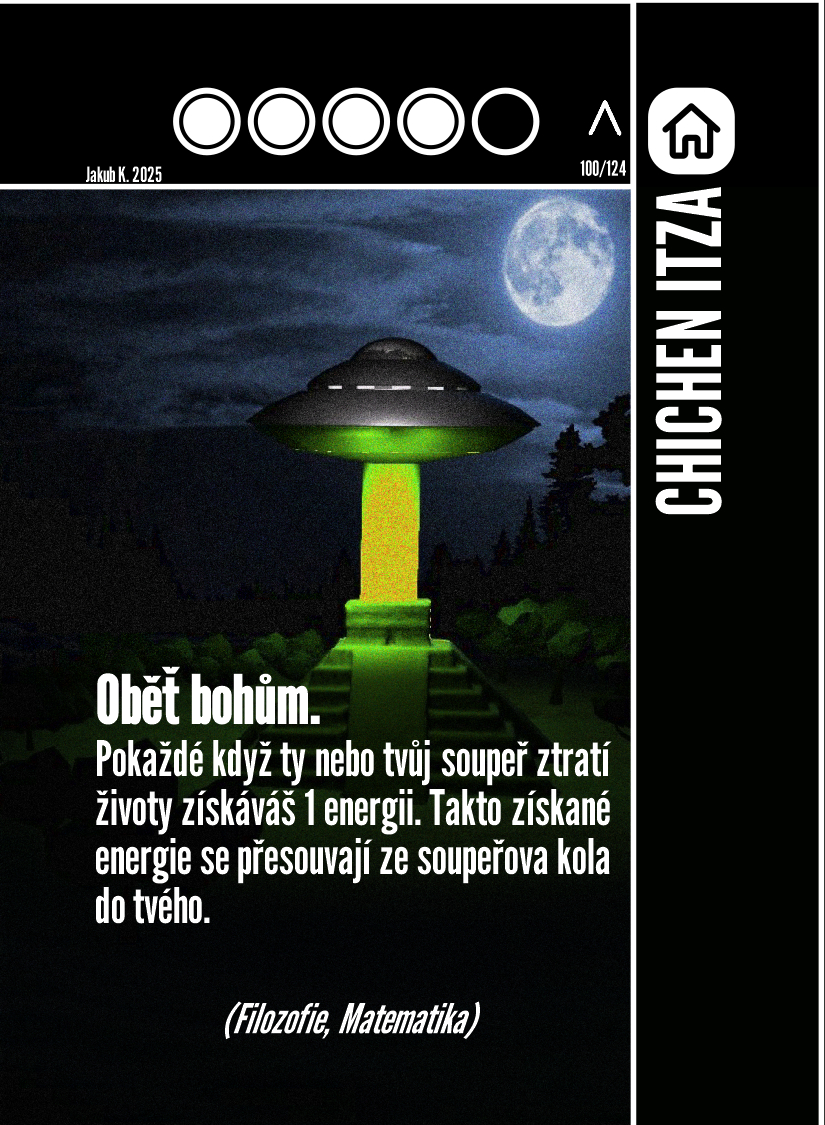 Jakub K. 2025
100/124
CHICHEN ITZA
Oběť bohům.
Pokaždé když ty nebo tvůj soupeř ztratí
životy získáváš 1 energii. Takto získané
energie se přesouvají ze soupeřova kola
do tvého.
(Filozofie, Matematika)